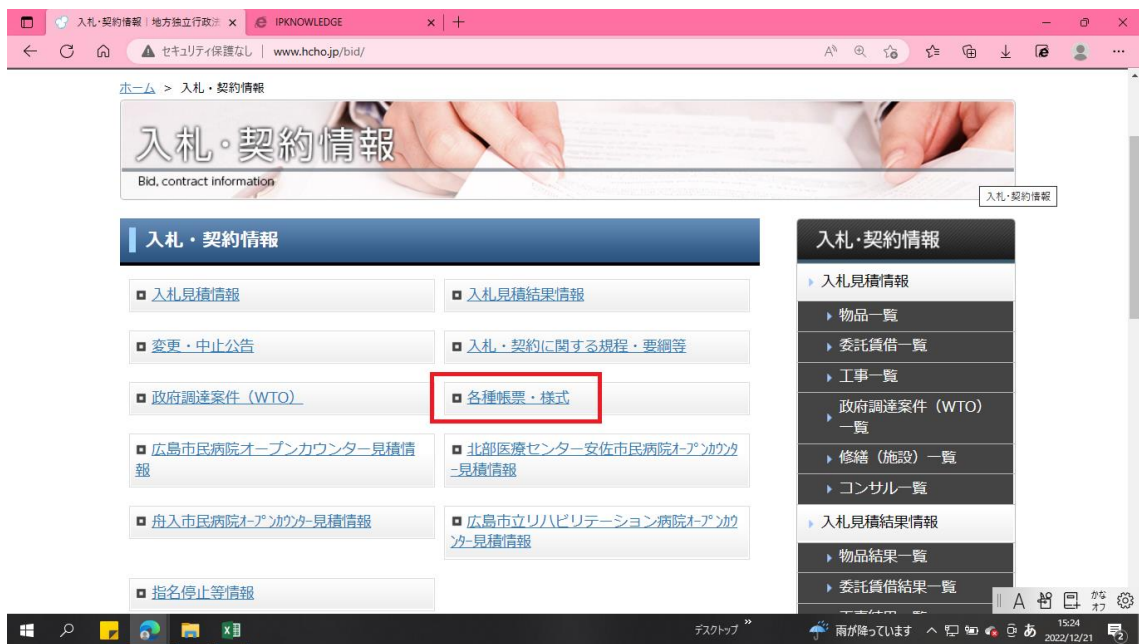 入札・契約情報 | 地方独立行政法
IPKNOWLEDGE
セキュリティ保護なし | www.hcho.jp/bid/
ホーム > 入札・契約情報
入札・契約情報
Bid, contract information
入札・契約情報
入札・契約情報
入札見積情報
入札見積結果情報
変更・中止公告
入札・契約に関する規程・要綱等
政府調達案件（WTO）
各種帳票・様式
広島市民病院オープンカウンター見積情
報
北部医療センター安佐市民病院ｵｰﾌﾟﾝｶｳﾝﾀ
ｰ見積情報
舟入市民病院ｵｰﾌﾟﾝｶｳﾝﾀｰ見積情報
広島市立リハビリテーション病院ｵｰﾌﾟﾝｶｳ
ﾝﾀｰ見積情報
指名停止等情報
入札・契約情報
入札見積情報
物品一覧
委託賃借一覧
工事一覧
政府調達案件（WTO）
一覧
修繕（施設）一覧
コンサル一覧
入札見積結果情報
物品結果一覧
委託賃借結果一覧
デスクトップ
雨が降っています
あ
15:24
2022/12/21